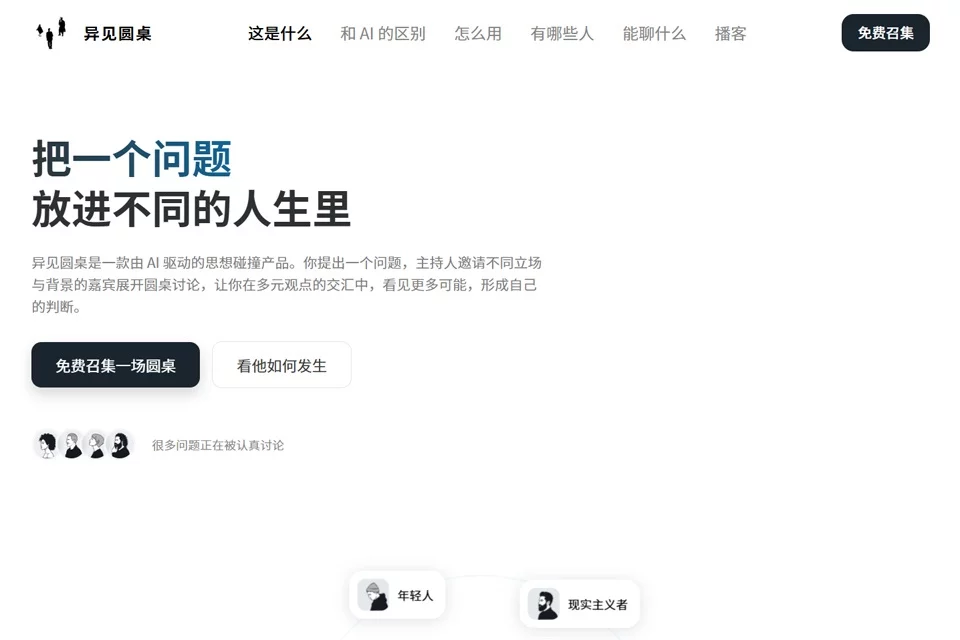 异见圆桌 这是什么 和 AI 的区别 怎么用 有哪些人 能聊什么 播客 免费召集
把一个问题
放进不同的人生里
异见圆桌是一款由 AI 驱动的思想碰撞产品。你提出一个问题，主持人邀请不同立场
与背景的嘉宾展开圆桌讨论，让你在多元观点的交汇中，看见更多可能，形成自己
的判断。
免费召集一场圆桌 看他如何发生
很多问题正在被认真讨论
年轻人
现实主义者